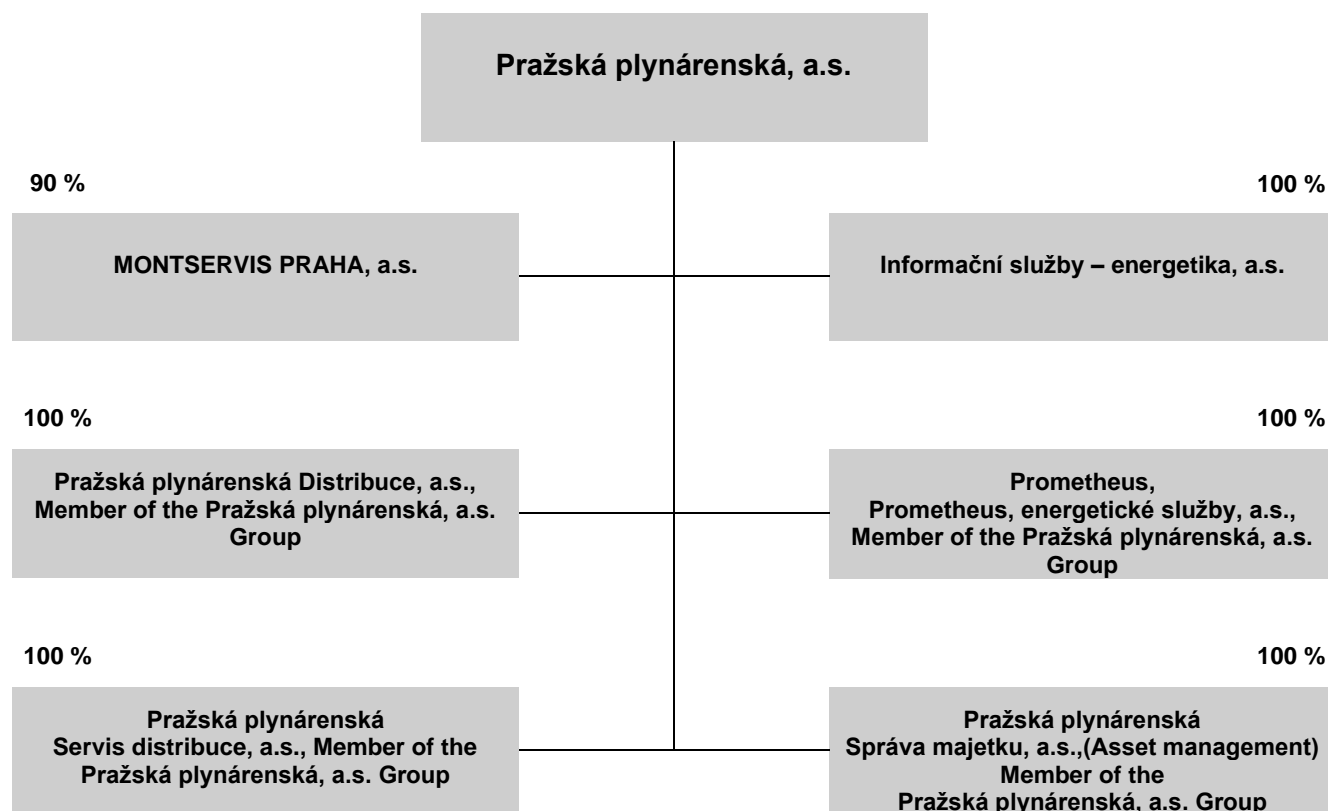 Pražská plynárenská, a.s.
90 %
100 %
MONTSERVIS PRAHA, a.s.
Informační služby – energetika, a.s.
100 %
100 %
Pražská plynárenská Distribuce, a.s.,
Member of the Pražská plynárenská, a.s.
Group
Prometheus,
Prometheus, energetické služby, a.s.,
Member of the Pražská plynárenská, a.s.
Group
100 %
100 %
Pražská plynárenská
Servis distribuce, a.s., Member of the
Pražská plynárenská, a.s. Group
Pražská plynárenská
Správa majetku, a.s.,(Asset management)
Member of the
Pražská plynárenská, a.s. Group